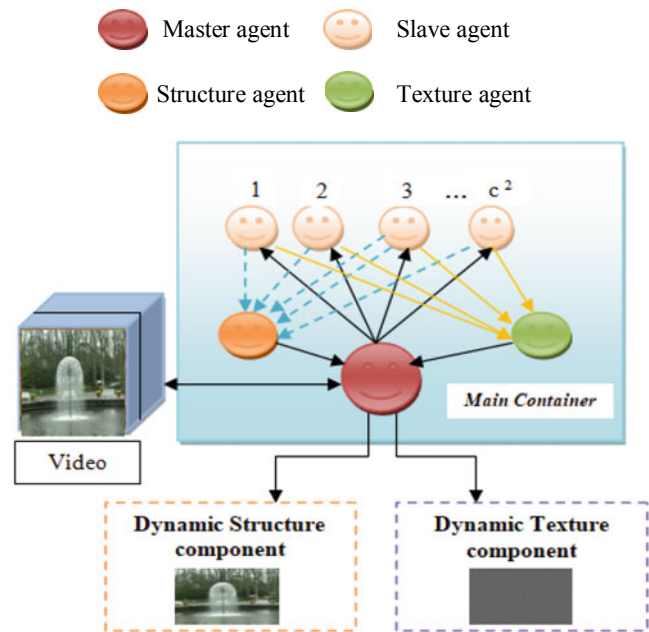 Master agent
Slave agent
Structure agent
Texture agent
1 2 3 ... c²
Main Container
Video
Dynamic Structure
component
Dynamic Texture
component